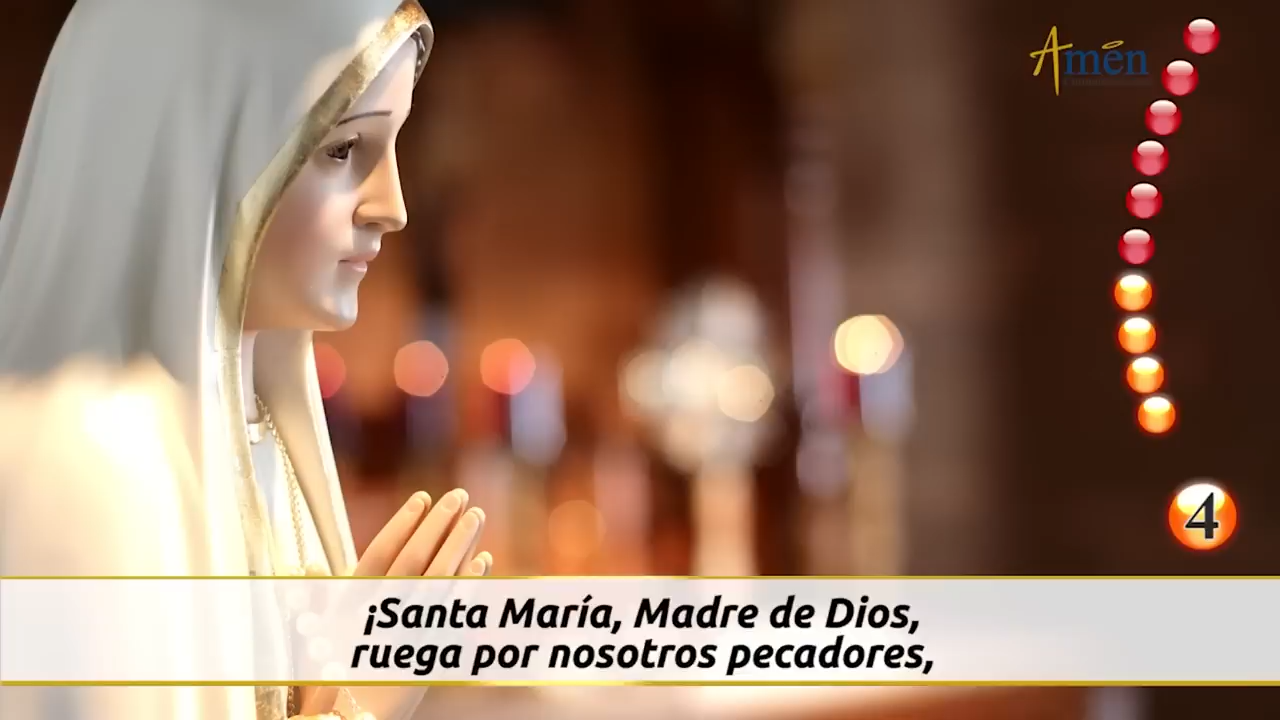 Amén
4
¡Santa María, Madre de Dios,
ruega por nosotros pecadores,